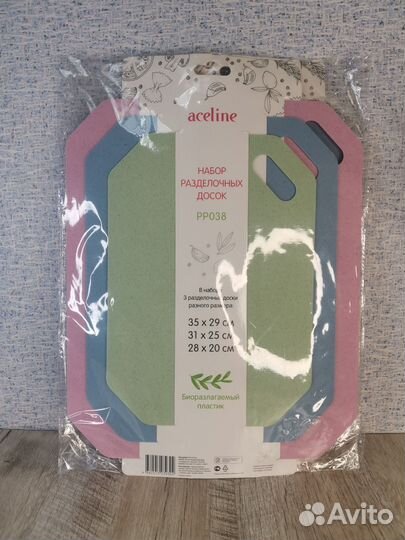 aceline
НАБОР
РАЗДЕЛОЧНЫХ
ДОСОК
PP038
В наборе
3 разделочные доски
разного размера:
35 x 29 см
31 x 25 см
28 x 20 см
Биоразлагаемый
пластик
Avito